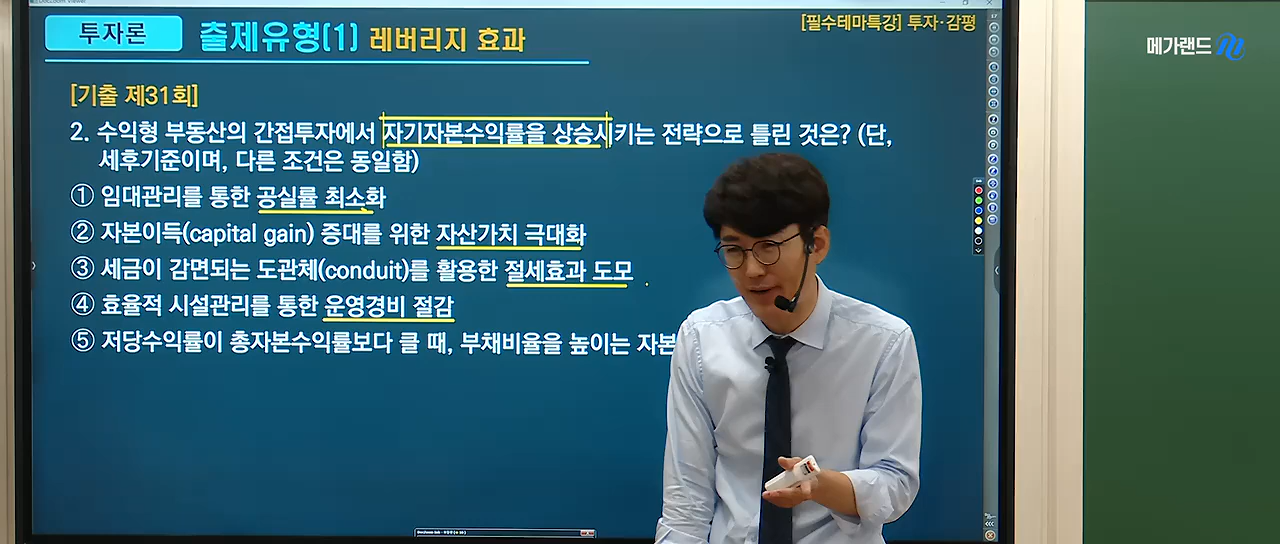 투자론
출제유형(1) 레버리지 효과
[필수테마특강] 투자·감평
메가랜드
[기출 제31회]
2. 수익형 부동산의 간접투자에서 자기자본수익률을 상승시키는 전략으로 틀린 것은? (단,
세후기준이며, 다른 조건은 동일함)
① 임대관리를 통한 공실률 최소화
② 자본이득(capital gain) 증대를 위한 자산가치 극대화
③ 세금이 감면되는 도관체(conduit)를 활용한 절세효과 도모
④ 효율적 시설관리를 통한 운영경비 절감
⑤ 저당수익률이 총자본수익률보다 클 때, 부채비율을 높이는 자본